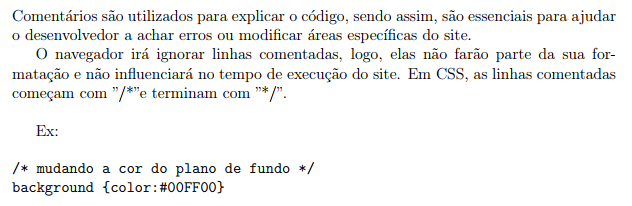 Comentários são utilizados para explicar o código, sendo assim, são essenciais para ajudar
o desenvolvedor a achar erros ou modificar áreas específicas do site.
O navegador irá ignorar linhas comentadas, logo, elas não farão parte da sua for-
matação e não influenciará no tempo de execução do site. Em CSS, as linhas comentadas
começam com ”/*”e terminam com ”*/”.
Ex:
/* mudando a cor do plano de fundo */
background {color:#00FF00}